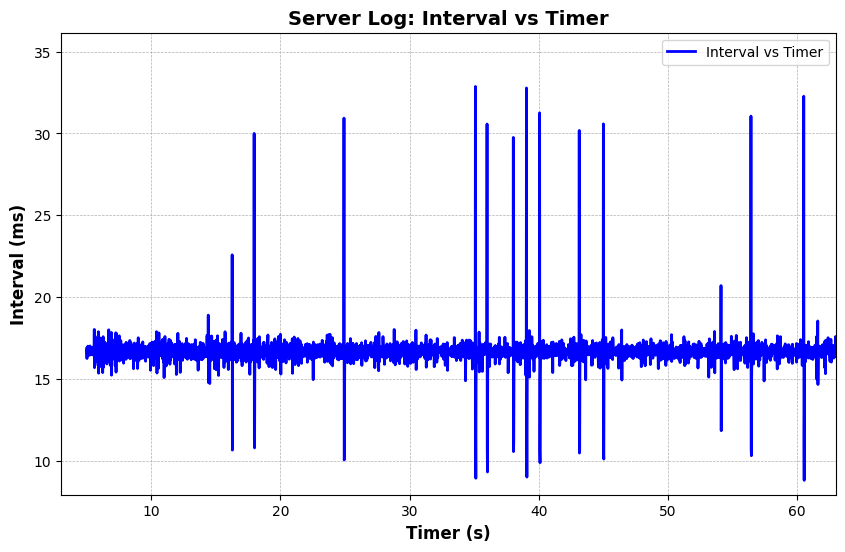 Server Log: Interval vs Timer
Interval vs Timer
35
30
25
20
15
10
Interval (ms)
10 20 30 40 50 60
Timer (s)